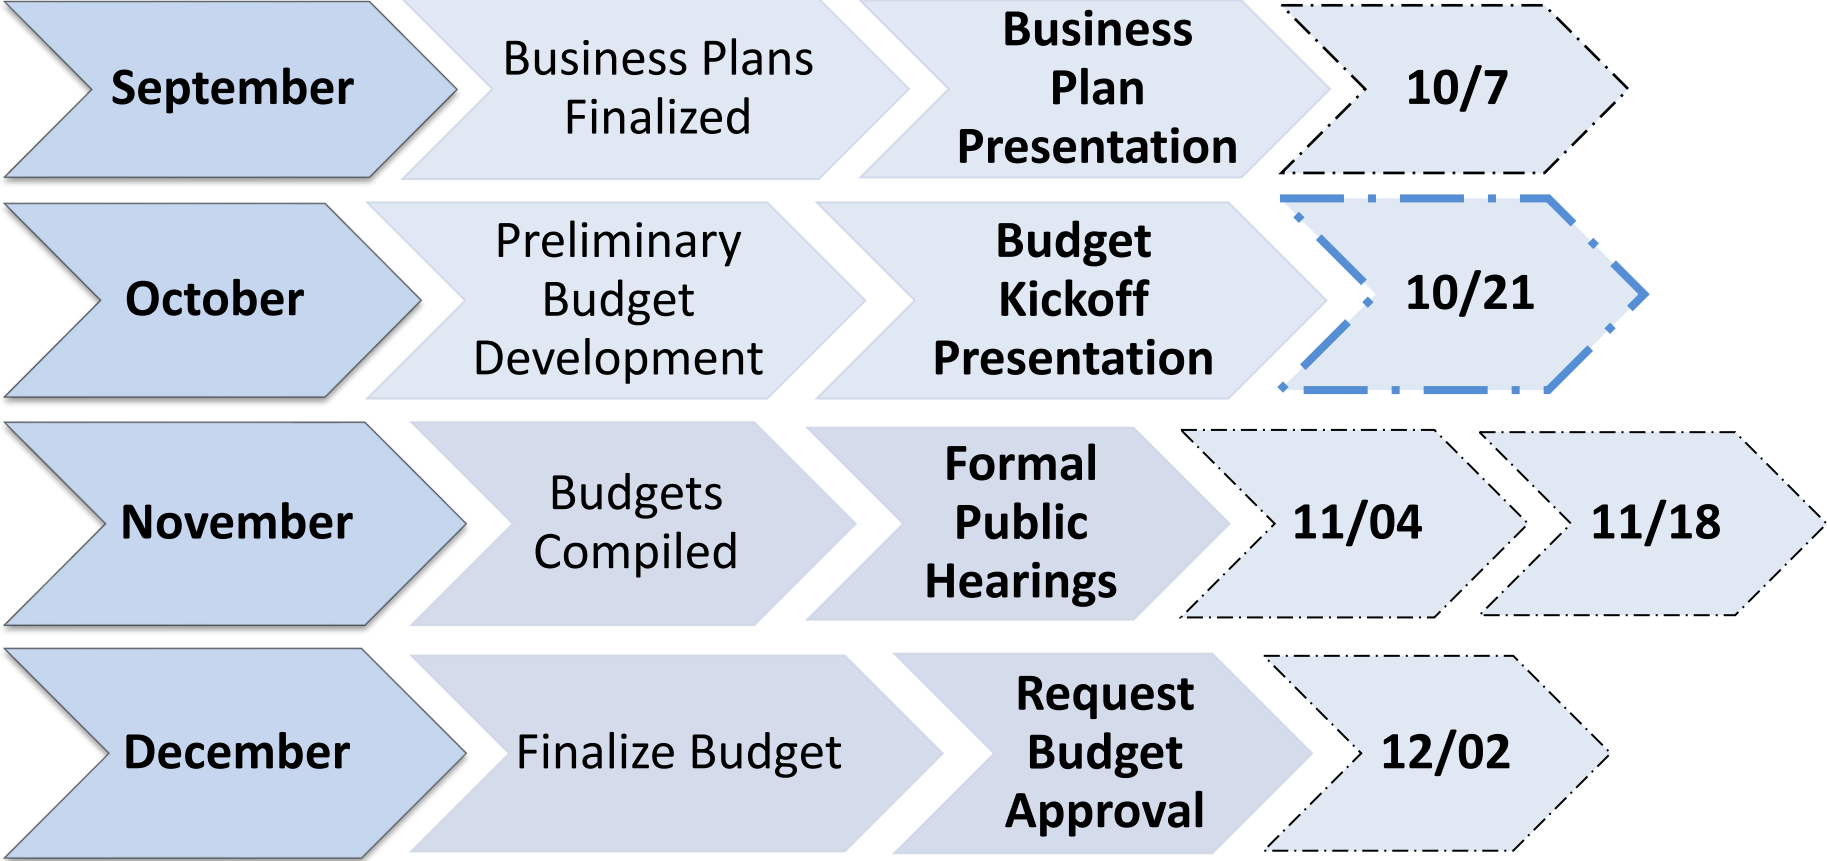 September
Business Plans
Finalized
Business
Plan
Presentation
10/7
October
Preliminary
Budget
Development
Budget
Kickoff
Presentation
10/21
November
Budgets
Compiled
Formal
Public
Hearings
11/04
11/18
December
Finalize Budget
Request
Budget
Approval
12/02